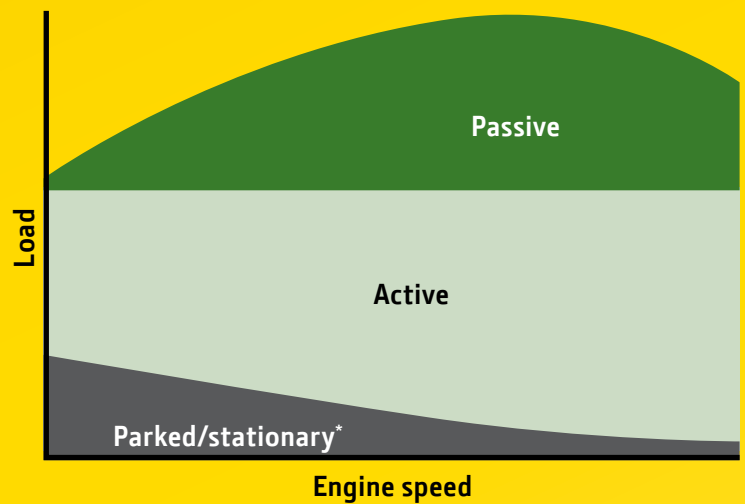 Passive
Load
Active
Parked/stationary*
Engine speed